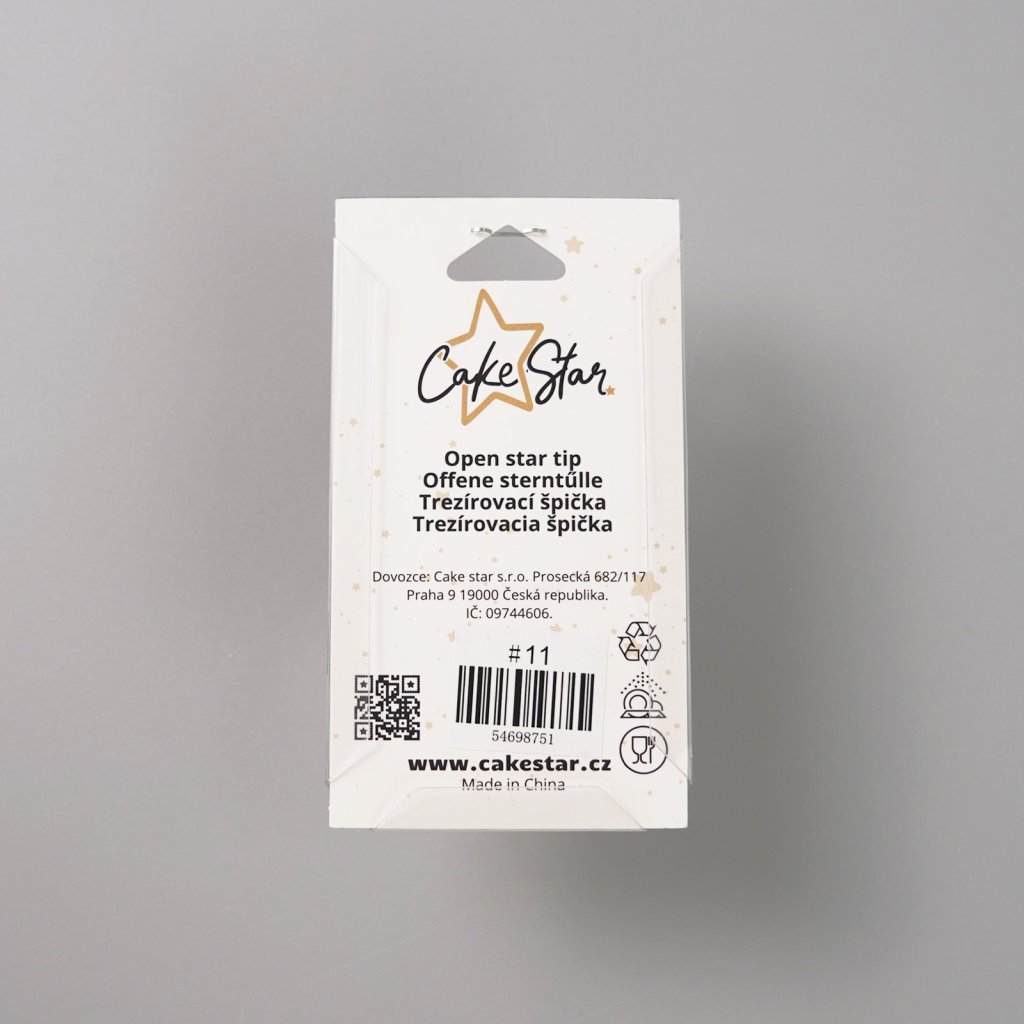 Cake Star
Open star tip
Offene sterntűlle
Trezírovací špička
Trezírovacia špička
Dovozce: Cake star s.r.o. Prosecká 682/117
Praha 9 19000 Česká republika.
IČ: 09744606.
#11
54698751
www.cakestar.cz
Made in China